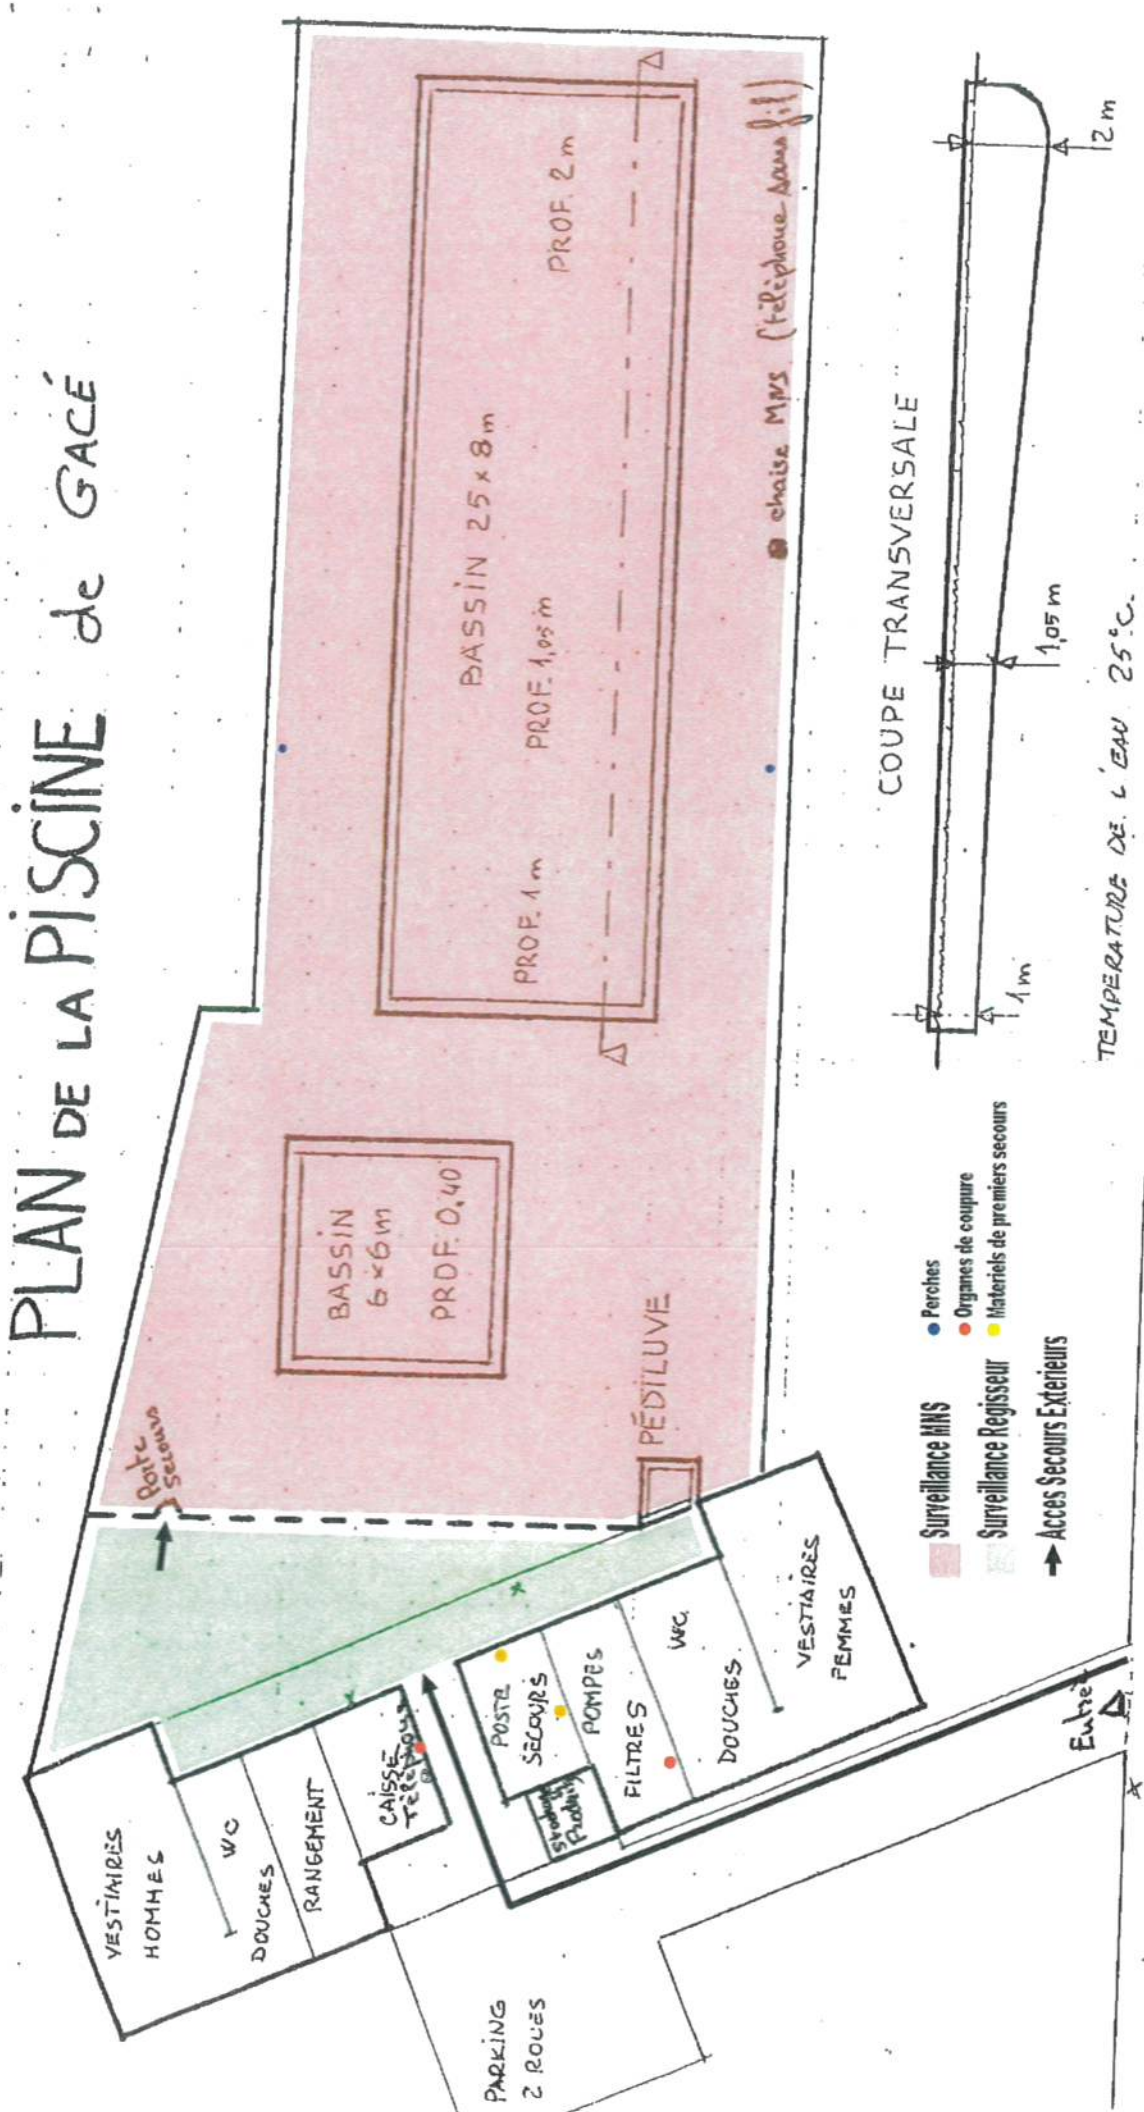 PLAN DE LA PISCINE de GACÉ
Porte
secours
BASSIN
6 x 6 m
PROF. 0,40
PÉDILUVE
BASSIN 25 x 8 m
PROF. 1 m
PROF. 1,05 m
PROF. 2 m
chaise MNS (téléphone sans fil)
VESTIAIRES
HOMMES
WC
DOUCHES
RANGEMENT
CAISSE
Téléphone
POSTE
SECOURS
Stockage
Produits
POMPES
FILTRES
WC
DOUCHES
VESTIAIRES
FEMMES
PARKING
2 ROUES
Entrée
Surveillance MNS
Surveillance Regisseur
Acces Secours Exterieurs
Perches
Organes de coupure
Materiels de premiers secours
COUPE TRANSVERSALE
1 m
1,05 m
2 m
TEMPERATURE DE L'EAU 25°C.